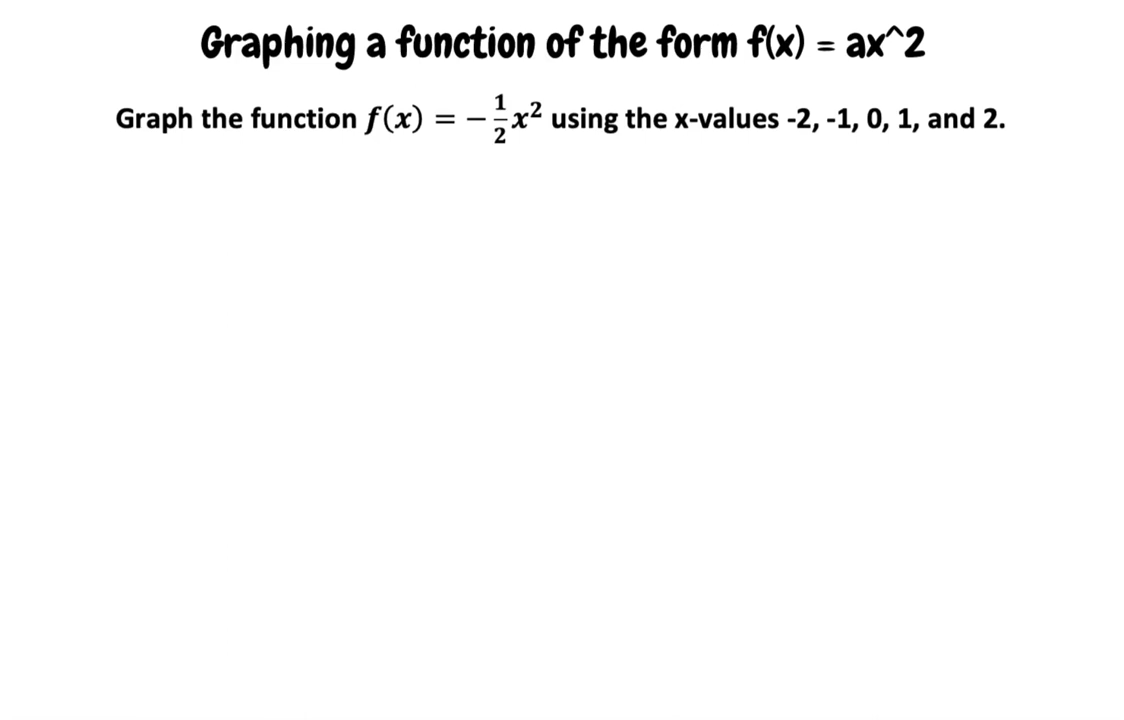 Graphing a function of the form f(x) = ax^2
Graph the function f(x) = −½x² using the x-values -2, -1, 0, 1, and 2.